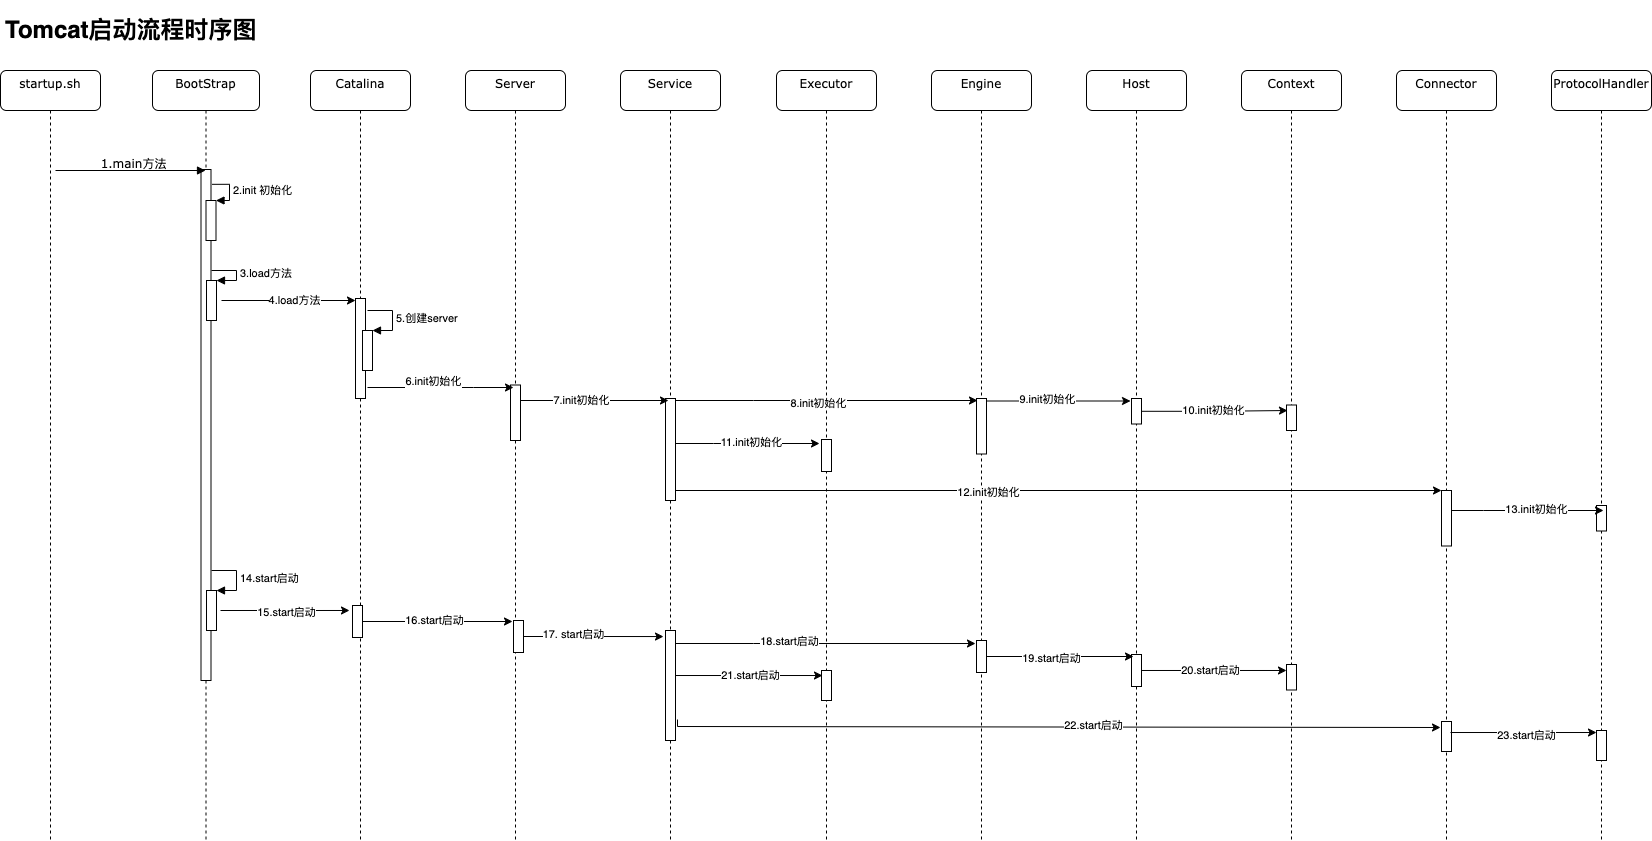 Tomcat启动流程时序图
startup.sh
BootStrap
Catalina
Server
Service
Executor
Engine
Host
Context
Connector
ProtocolHandler
1.main方法
2.init 初始化
3.load方法
4.load方法
5.创建server
6.init初始化
7.init初始化
8.init初始化
9.init初始化
10.init初始化
11.init初始化
12.init初始化
13.init初始化
14.start启动
15.start启动
16.start启动
17. start启动
18.start启动
19.start启动
20.start启动
21.start启动
22.start启动
23.start启动